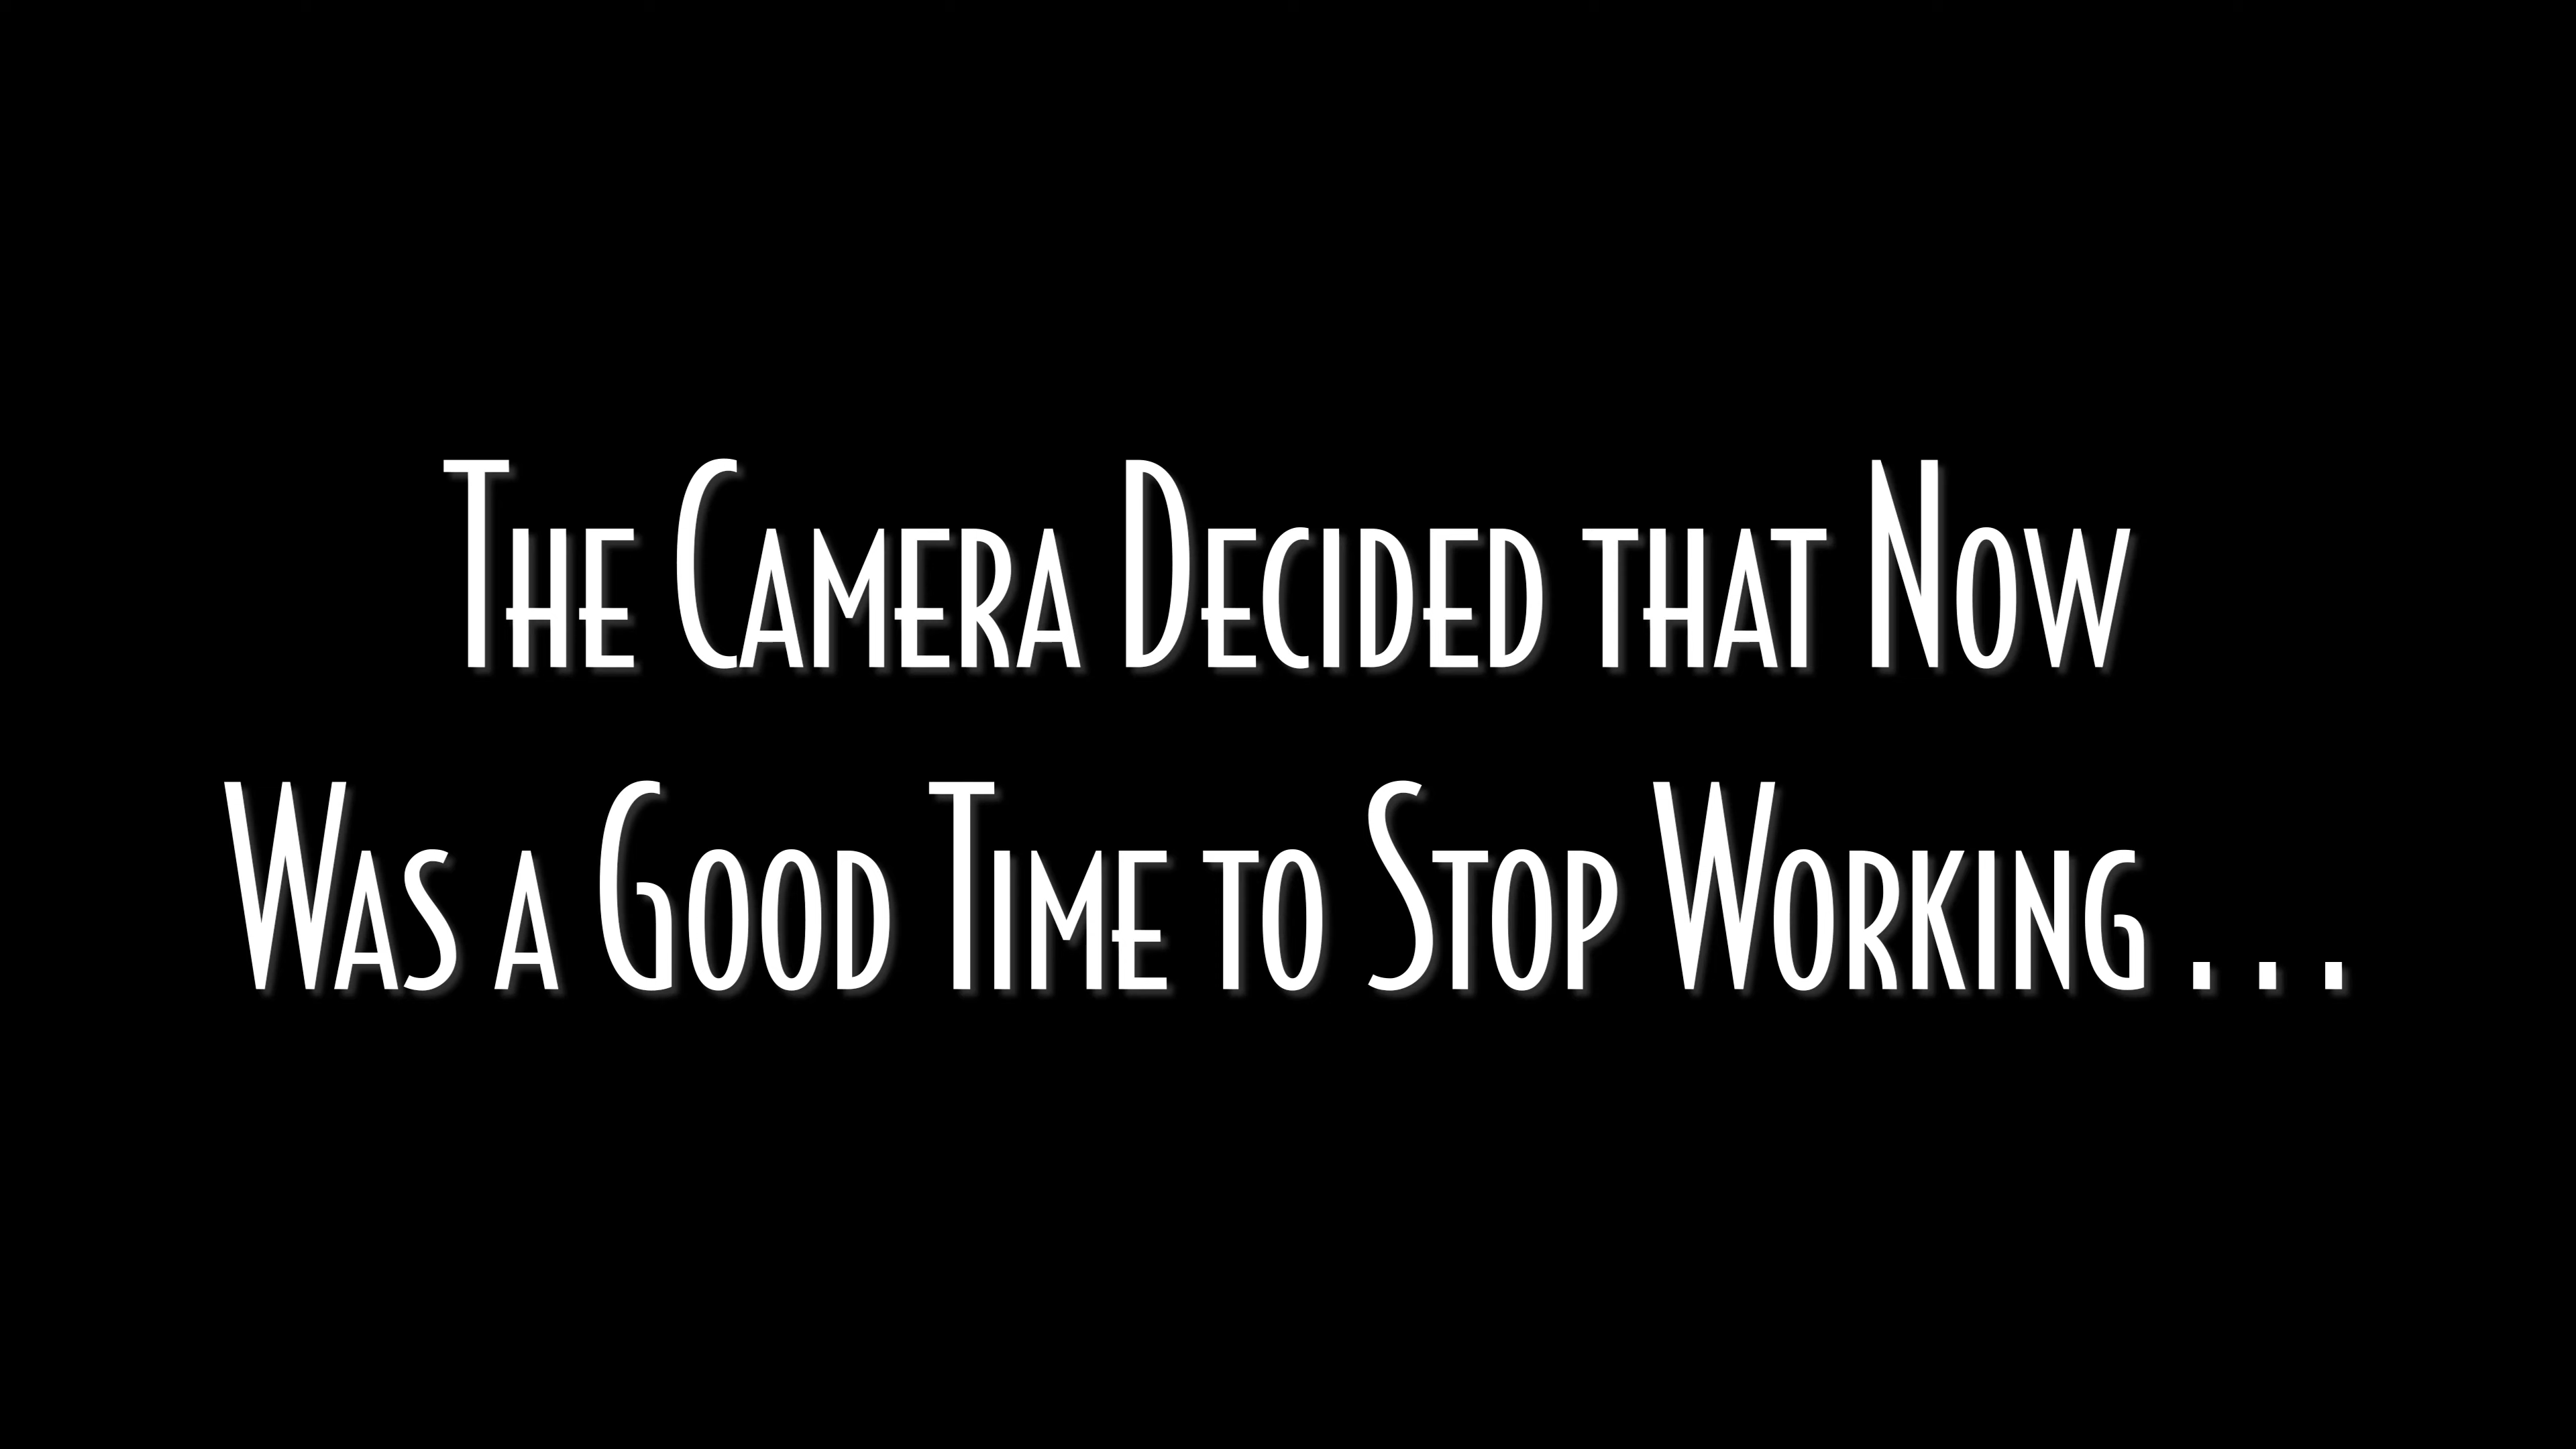 The Camera Decided that Now
Was a Good Time to Stop Working . . .